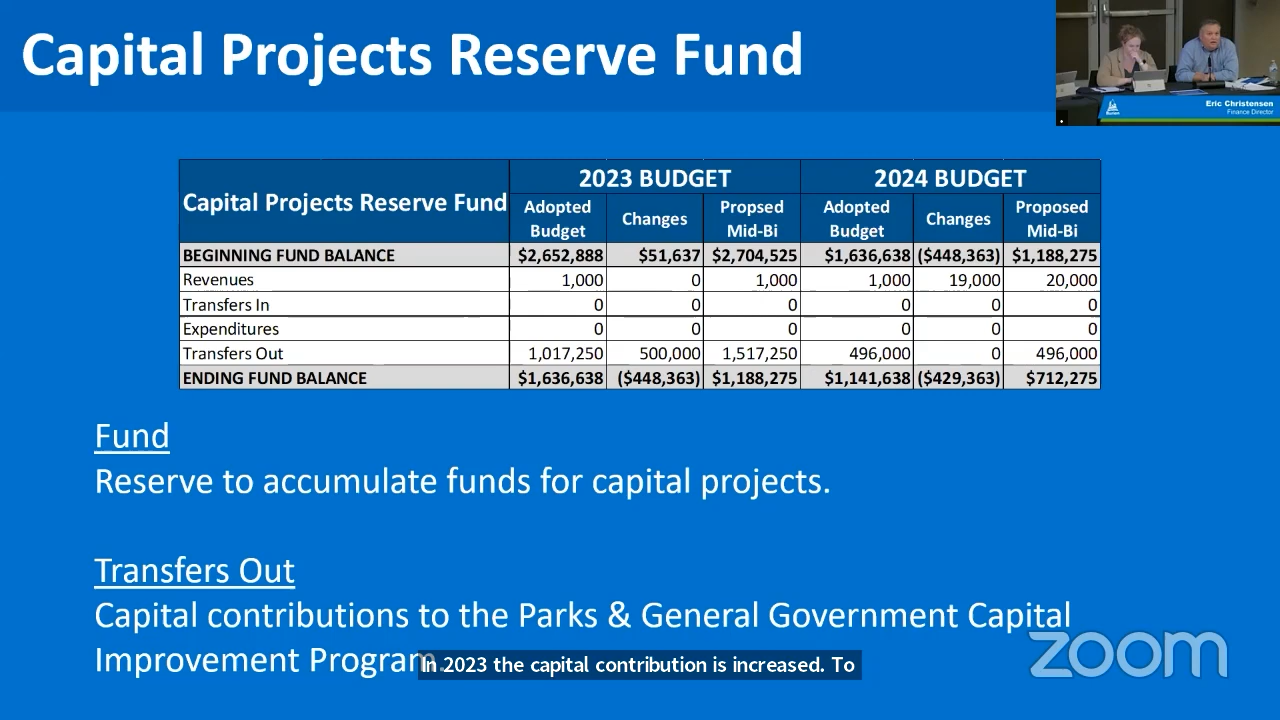 Capital Projects Reserve Fund
Eric Christensen
Finance Director
Burien
Capital Projects Reserve Fund 2023 BUDGET 2024 BUDGET
Adopted Budget Changes Propsed Mid-Bi Adopted Budget Changes Proposed Mid-Bi
BEGINNING FUND BALANCE $2,652,888 $51,637 $2,704,525 $1,636,638 ($448,363) $1,188,275
Revenues 1,000 0 1,000 1,000 19,000 20,000
Transfers In 0 0 0 0 0 0
Expenditures 0 0 0 0 0 0
Transfers Out 1,017,250 500,000 1,517,250 496,000 0 496,000
ENDING FUND BALANCE $1,636,638 ($448,363) $1,188,275 $1,141,638 ($429,363) $712,275
Fund
Reserve to accumulate funds for capital projects.
Transfers Out
Capital contributions to the Parks & General Government Capital
Improvement Program.
In 2023 the capital contribution is increased. To
zoom